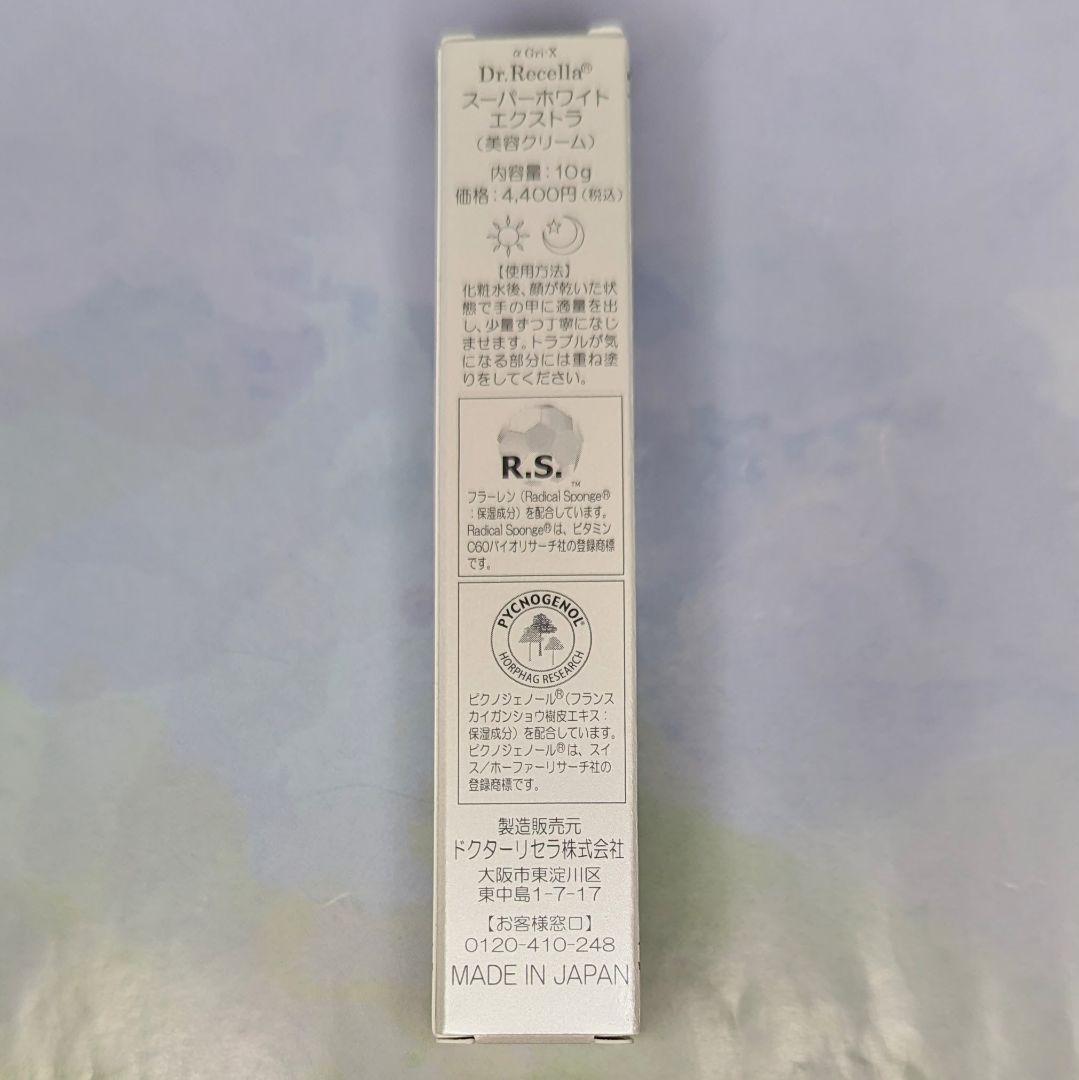 α Gri-X
Dr.Recella®
スーパーホワイト
エクストラ
(美容クリーム)
内容量:10g
価格:4,400円(税込)
【使用方法】
化粧水後、顔が乾いた状
態で手の甲に適量を出
し、少量ずつ丁寧になじ
ませます。トラブルが気
になる部分には重ね塗
りをしてください。
R.S.™
フラーレン(Radical Sponge®
:保湿成分)を配合しています。
Radical Sponge®は、ビタミン
C60バイオリサーチ社の登録商標
です。
PYCNOGENOL®
HORPHAG RESEARCH
ピクノジェノール®(フランス
カイガンショウ樹皮エキス:
保湿成分)を配合しています。
ピクノジェノール®は、スイ
ス/ホーファーリサーチ社の
登録商標です。
製造販売元
ドクターリセラ株式会社
大阪市東淀川区
東中島1-7-17
【お客様窓口】
0120-410-248
MADE IN JAPAN